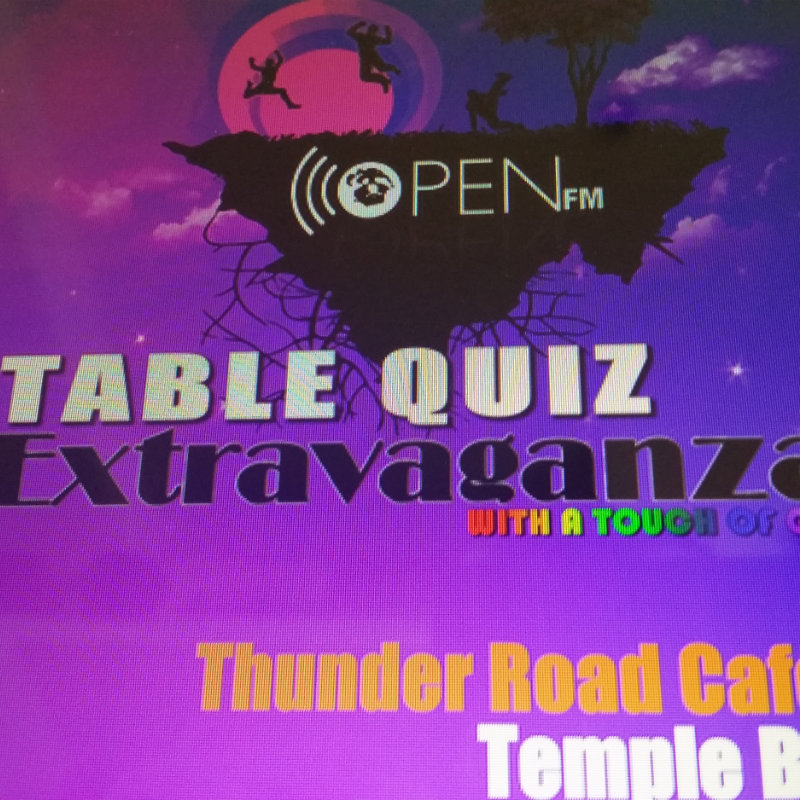 OPEN FM
TABLE QUIZ
Extravaganza
WITH A TOUCH OF
Thunder Road Caf
Temple B